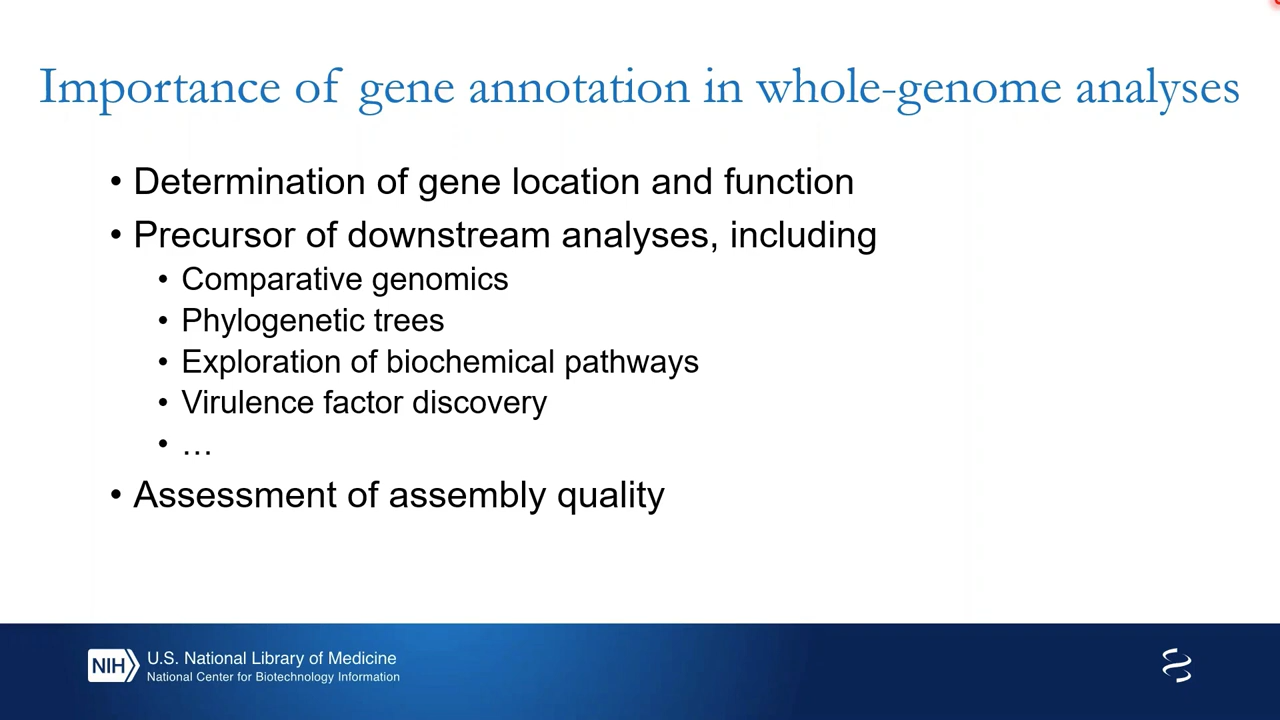 Importance of gene annotation in whole-genome analyses
• Determination of gene location and function
• Precursor of downstream analyses, including
• Comparative genomics
• Phylogenetic trees
• Exploration of biochemical pathways
• Virulence factor discovery
• …
• Assessment of assembly quality
NIH
U.S. National Library of Medicine
National Center for Biotechnology Information